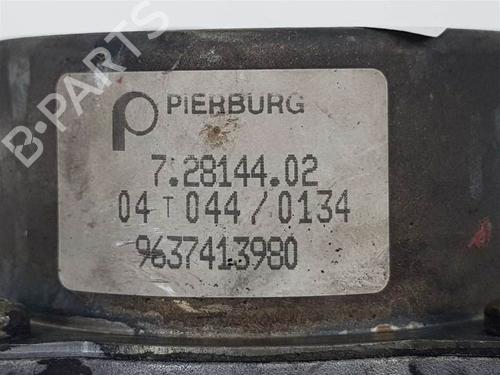 B-PARTS
PIERBURG
7.28144.02
04 T 044 / 0134
9637413980